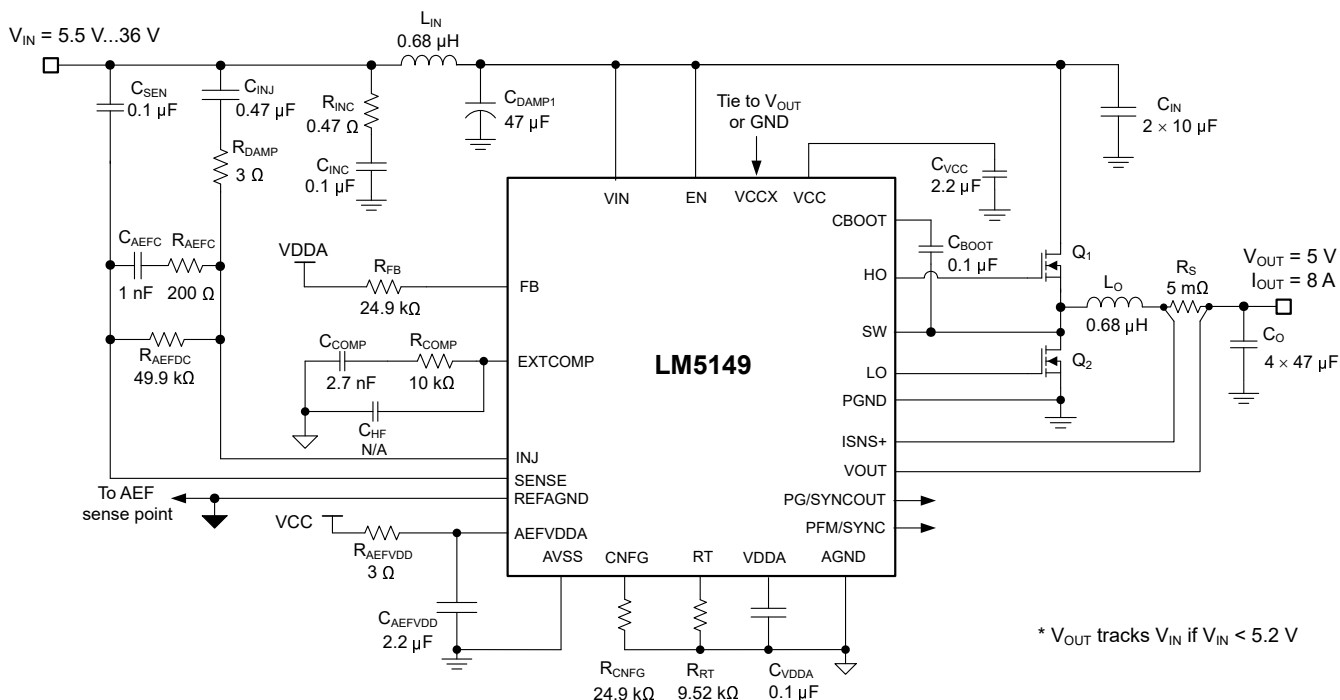 V_IN = 5.5 V...36 V
L_IN
0.68 µH
C_SEN
0.1 µF
C_INJ
0.47 µF
R_INC
0.47 Ω
C_DAMP1
47 µF
Tie to V_OUT
or GND
C_IN
2 × 10 µF
R_DAMP
3 Ω
C_INC
0.1 µF
C_VCC
2.2 µF
VIN
EN
VCCX
VCC
CBOOT
C_AEFC
1 nF
R_AEFC
200 Ω
VDDA
R_FB
24.9 kΩ
FB
C_BOOT
0.1 µF
HO
Q1
V_OUT = 5 V
I_OUT = 8 A
R_S
5 mΩ
L_O
0.68 µH
SW
C_O
4 × 47 µF
R_AEFDC
49.9 kΩ
C_COMP
2.7 nF
R_COMP
10 kΩ
EXTCOMP
LM5149
LO
Q2
PGND
C_HF
N/A
ISNS+
INJ
VOUT
SENSE
To AEF
sense point
REFAGND
PG/SYNCOUT
VCC
AEFVDDA
PFM/SYNC
R_AEFVDD
3 Ω
AVSS
CNFG
RT
VDDA
AGND
C_AEFVDD
2.2 µF
R_CNFG
24.9 kΩ
R_RT
9.52 kΩ
C_VDDA
0.1 µF
* V_OUT tracks V_IN if V_IN < 5.2 V